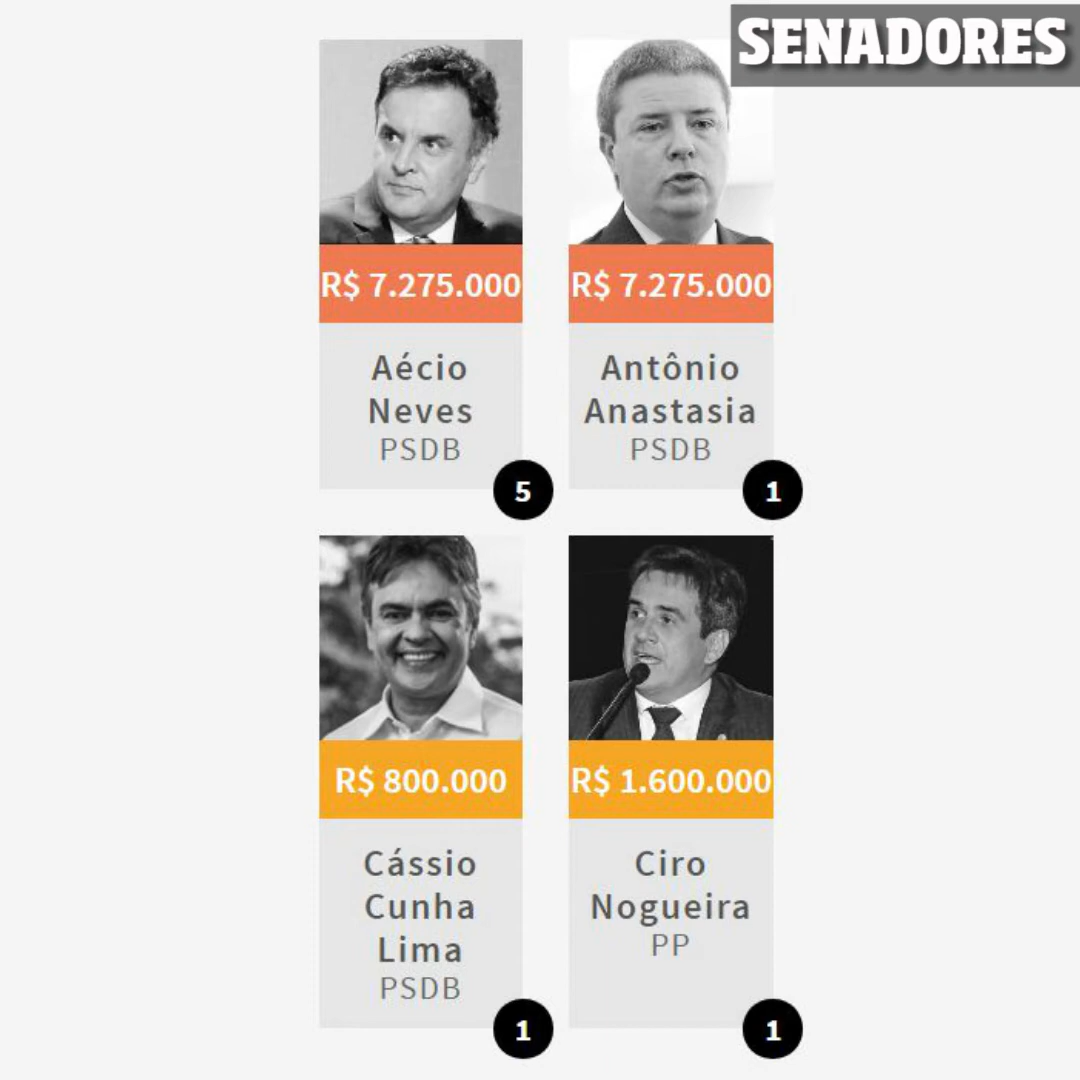 SENADORES
R$ 7.275.000
R$ 7.275.000
Aécio
Neves
PSDB
5
Antônio
Anastasia
PSDB
1
R$ 800.000
R$ 1.600.000
Cássio
Cunha
Lima
PSDB
1
Ciro
Nogueira
PP
1